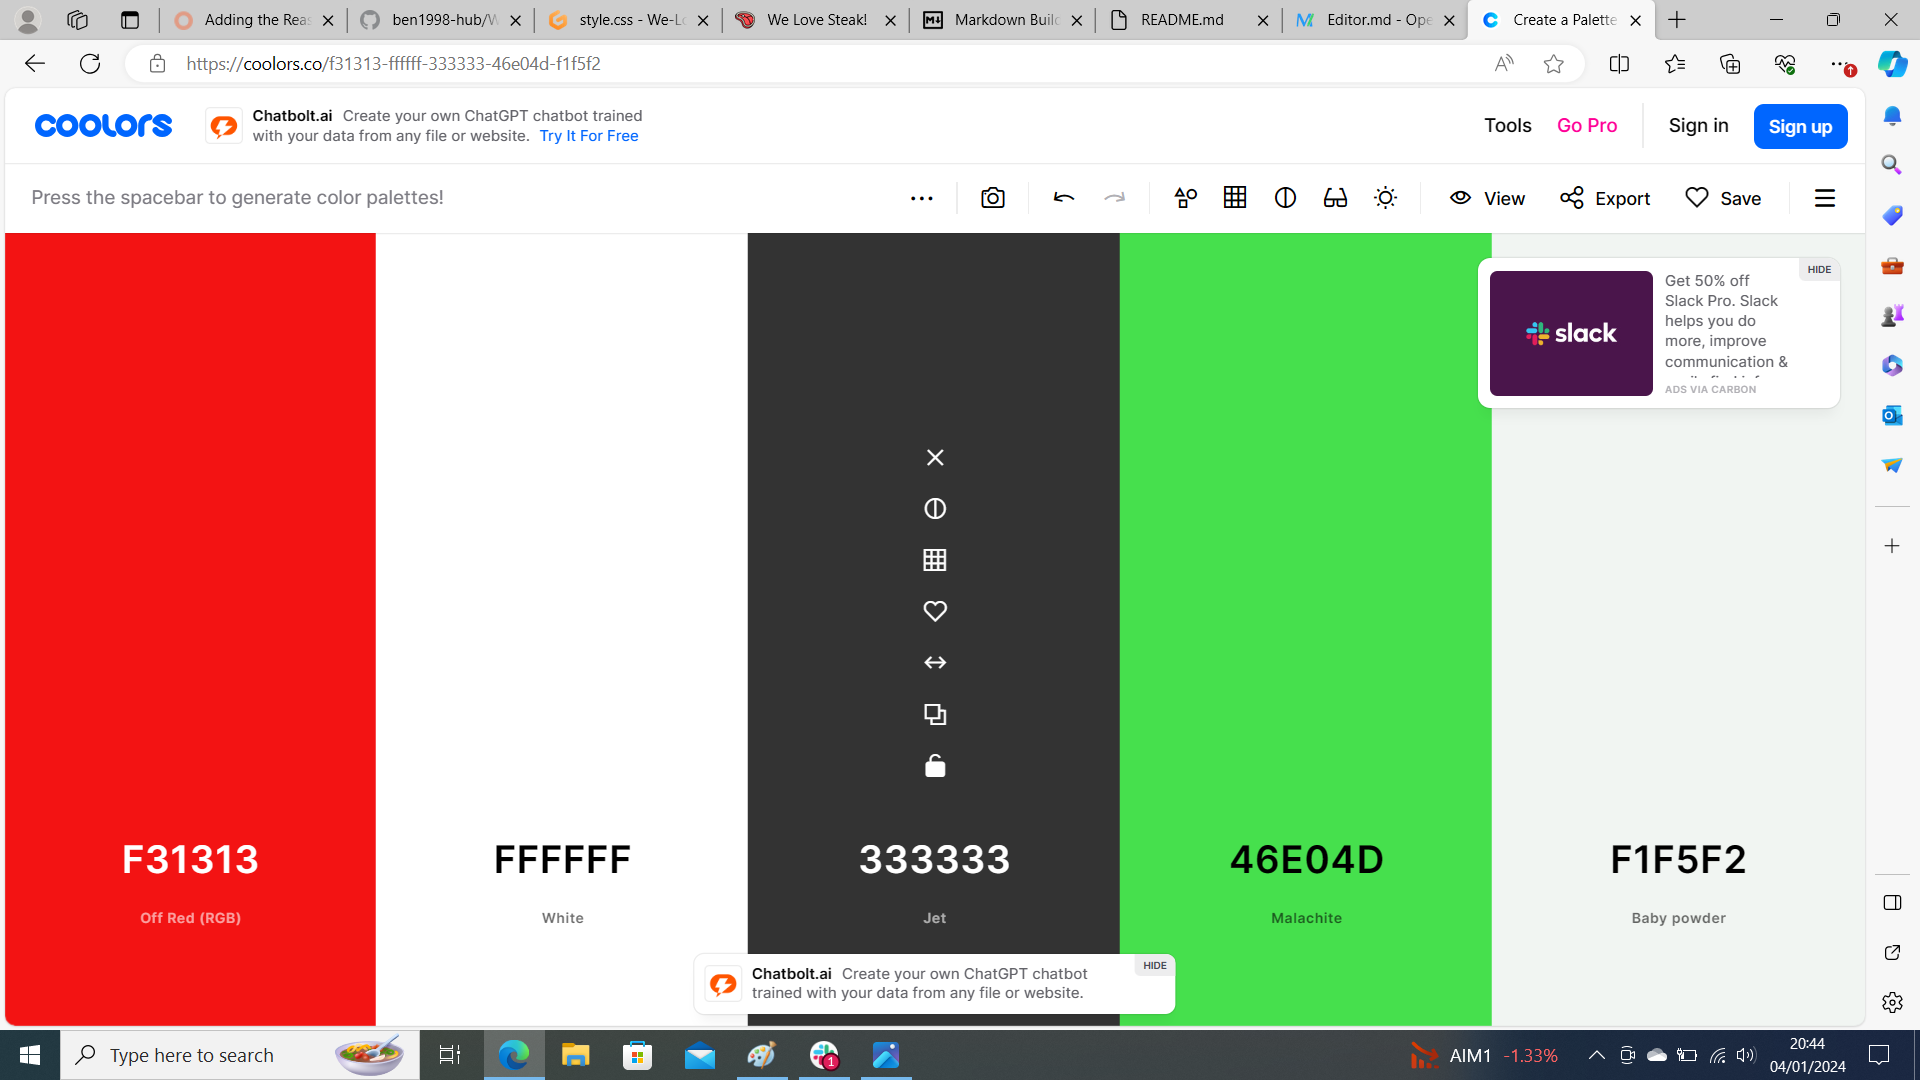 Adding the Reas
ben1998-hub/W
style.css - We-Lo
We Love Steak!
Markdown Build
README.md
Editor.md - Ope
Create a Palette
https://coolors.co/f31313-ffffff-333333-46e04d-f1f5f2
coolors
Chatbolt.ai Create your own ChatGPT chatbot trained
with your data from any file or website. Try It For Free
Tools
Go Pro
Sign in
Sign up
Press the spacebar to generate color palettes!
View
Export
Save
HIDE
slack
Get 50% off
Slack Pro. Slack
helps you do
more, improve
communication &
ADS VIA CARBON
F31313
FFFFFF
333333
46E04D
F1F5F2
Off Red (RGB)
White
Jet
Malachite
Baby powder
Chatbolt.ai Create your own ChatGPT chatbot
trained with your data from any file or website.
HIDE
Type here to search
1
AIM1 -1.33%
20:44
04/01/2024